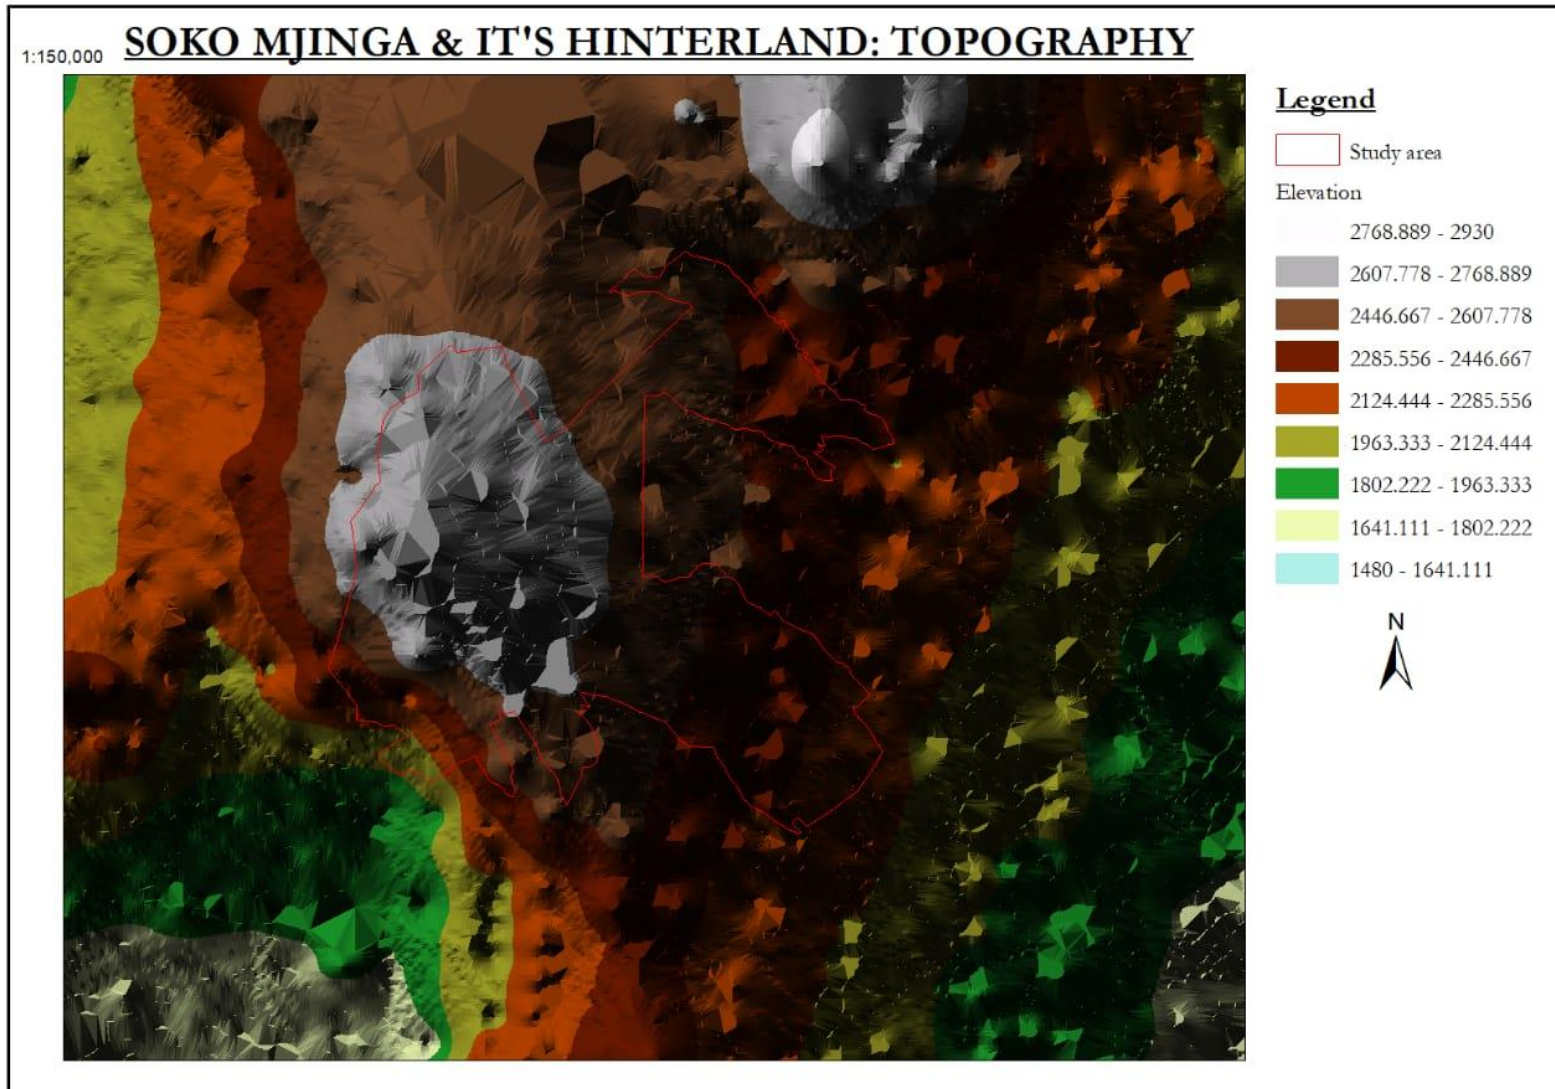 1:150,000
SOKO MJINGA & IT'S HINTERLAND: TOPOGRAPHY
Legend
Study area
Elevation
2768.889 - 2930
2607.778 - 2768.889
2446.667 - 2607.778
2285.556 - 2446.667
2124.444 - 2285.556
1963.333 - 2124.444
1802.222 - 1963.333
1641.111 - 1802.222
1480 - 1641.111
N